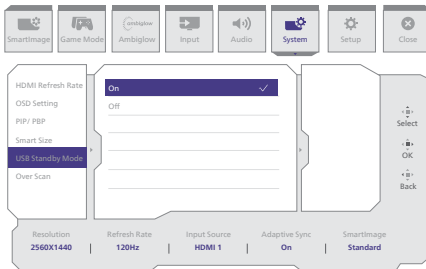 SmartImage Game Mode Ambiglow Input Audio System Setup Close
ambiglow
HDMI Refresh Rate
OSD Setting
PIP/ PBP
Smart Size
USB Standby Mode
Over Scan
On
Off
Select
OK
Back
Resolution Refresh Rate Input Source Adaptive Sync SmartImage
2560X1440 | 120Hz | HDMI 1 | On | Standard